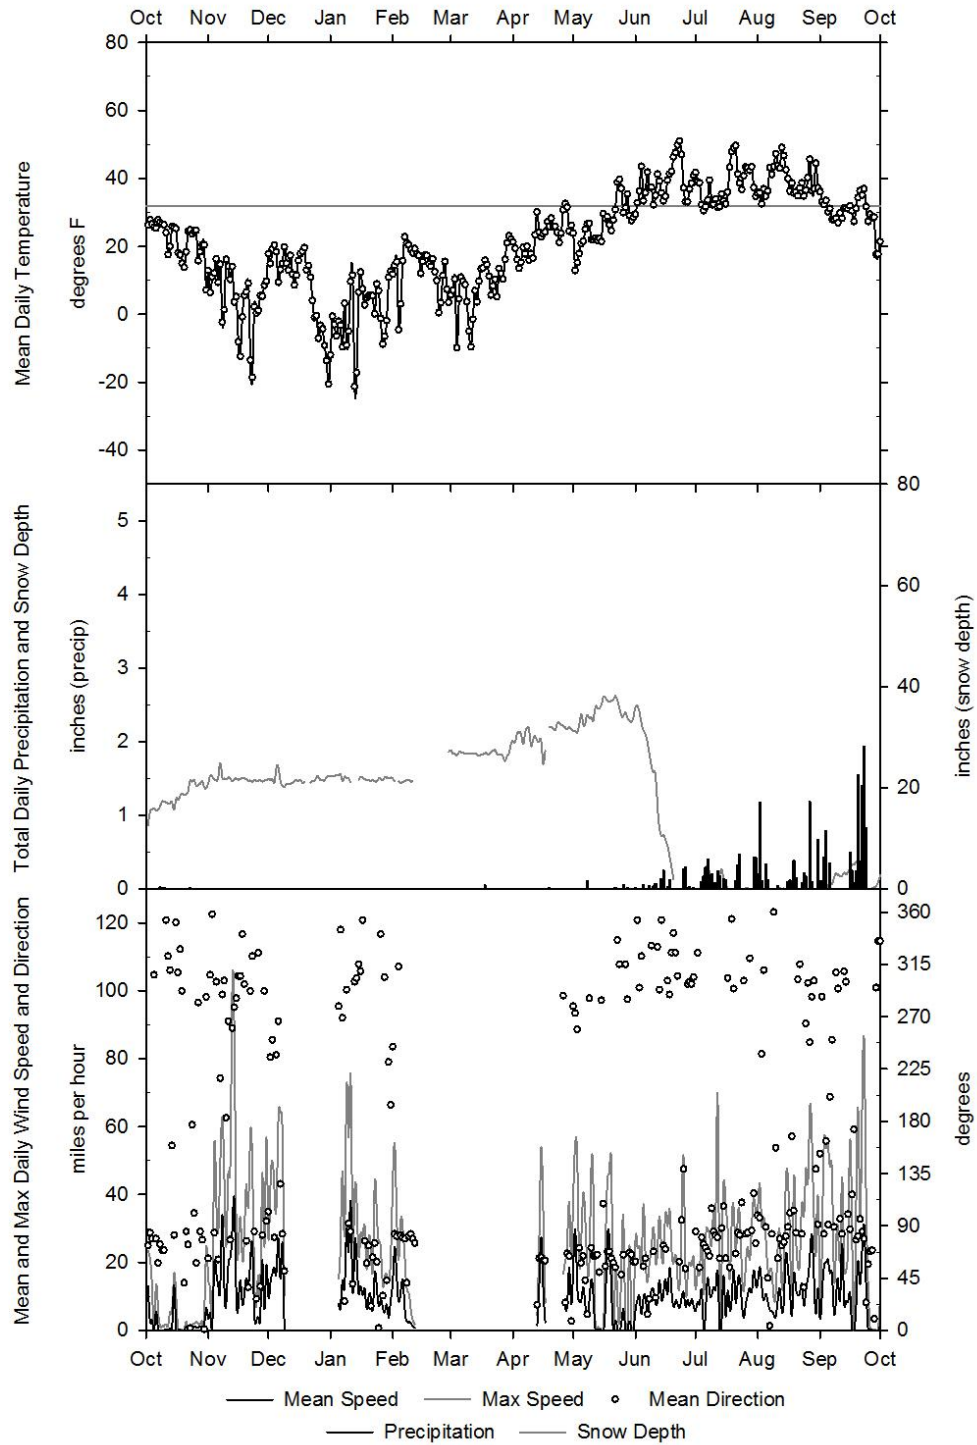 Oct Nov Dec Jan Feb Mar Apr May Jun Jul Aug Sep Oct
80
60
40
20
0
-20
-40
Mean Daily Temperature
degrees F
5
4
3
2
1
0
Total Daily Precipitation and Snow Depth
inches (precip)
80
60
40
20
0
inches (snow depth)
120
100
80
60
40
20
0
Mean and Max Daily Wind Speed and Direction
miles per hour
360
315
270
225
180
135
90
45
0
degrees
Oct Nov Dec Jan Feb Mar Apr May Jun Jul Aug Sep Oct
Mean Speed Max Speed Mean Direction
Precipitation Snow Depth